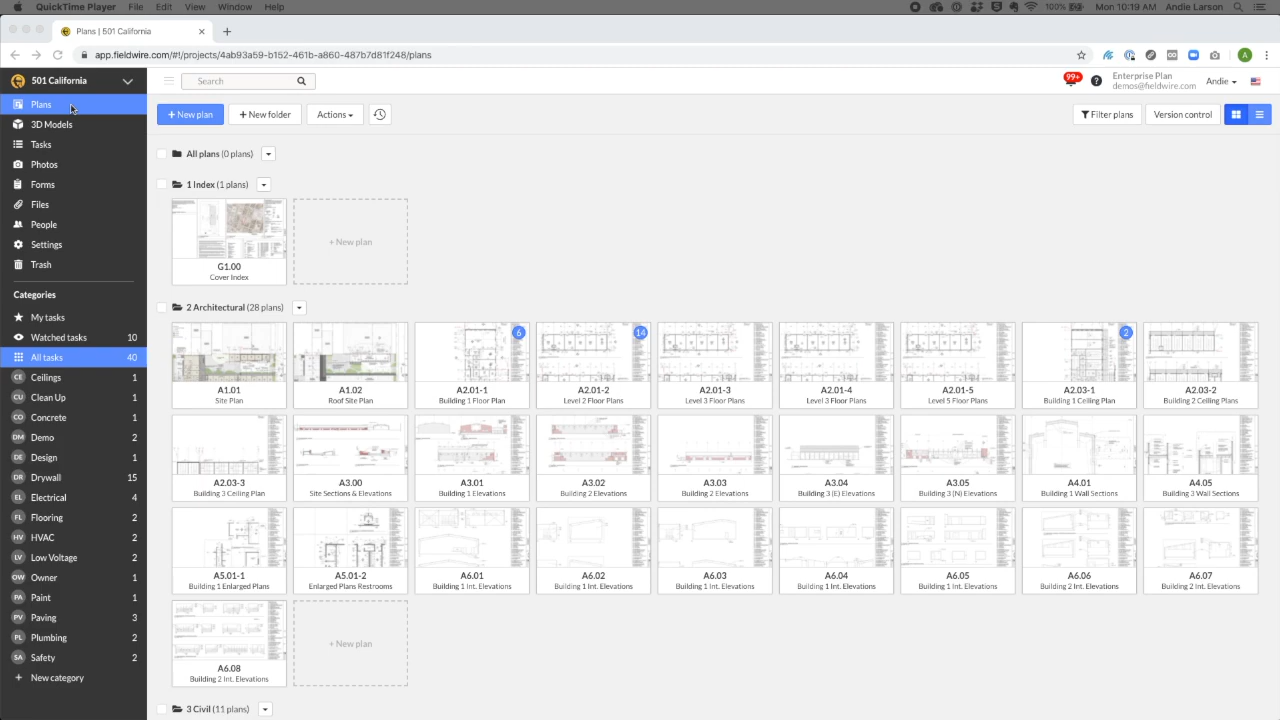 QuickTime Player File Edit View Window Help
100% Mon 10:19 AM Andie Larson
Plans | 501 California
app.fieldwire.com/#!/projects/4ab93a59-b152-461b-a860-487b7d81f248/plans
A
501 California
Search
99+
Enterprise Plan
demos@fieldwire.com
Andie
Plans
3D Models
Tasks
Photos
Forms
Files
People
Settings
Trash
Categories
My tasks
Watched tasks 10
All tasks 40
CE Ceilings 1
CU Clean Up 1
CO Concrete 1
DM Demo 2
DE Design 1
DR Drywall 15
EL Electrical 4
FL Flooring 2
HV HVAC 2
LV Low Voltage 2
OW Owner 1
PA Paint 1
PV Paving 3
PL Plumbing 2
SA Safety 2
+ New category
+ New plan
+ New folder
Actions
Filter plans
Version control
All plans (0 plans)
1 Index (1 plans)
G1.00
Cover Index
+ New plan
2 Architectural (28 plans)
6 14 2
A1.01 A1.02 A2.01-1 A2.01-2 A2.01-3 A2.01-4 A2.01-5 A2.03-1 A2.03-2
Site Plan Roof Site Plan Building 1 Floor Plan Level 2 Floor Plans Level 3 Floor Plans Level 3 Floor Plans Level 5 Floor Plans Building 1 Ceiling Plan Building 2 Ceiling Plans
A2.03-3 A3.00 A3.01 A3.02 A3.03 A3.04 A3.05 A4.01 A4.05
Building 3 Ceiling Plan Site Sections & Elevations Building 1 Elevations Building 2 Elevations Building 2 Elevations Building 3 (E) Elevations Building 3 (N) Elevations Building 1 Wall Sections Building 3 Wall Sections
A5.01-1 A5.01-2 A6.01 A6.02 A6.03 A6.04 A6.05 A6.06 A6.07
Building 1 Enlarged Plans Enlarged Plans Restrooms Building 1 Int. Elevations Building 1 Int. Elevations Building 1 Int. Elevations Building 1 Int. Elevations Building 1 Int. Elevations Building 2 Int. Elevations Building 2 Int. Elevations
A6.08
Building 2 Int. Elevations
+ New plan
3 Civil (11 plans)